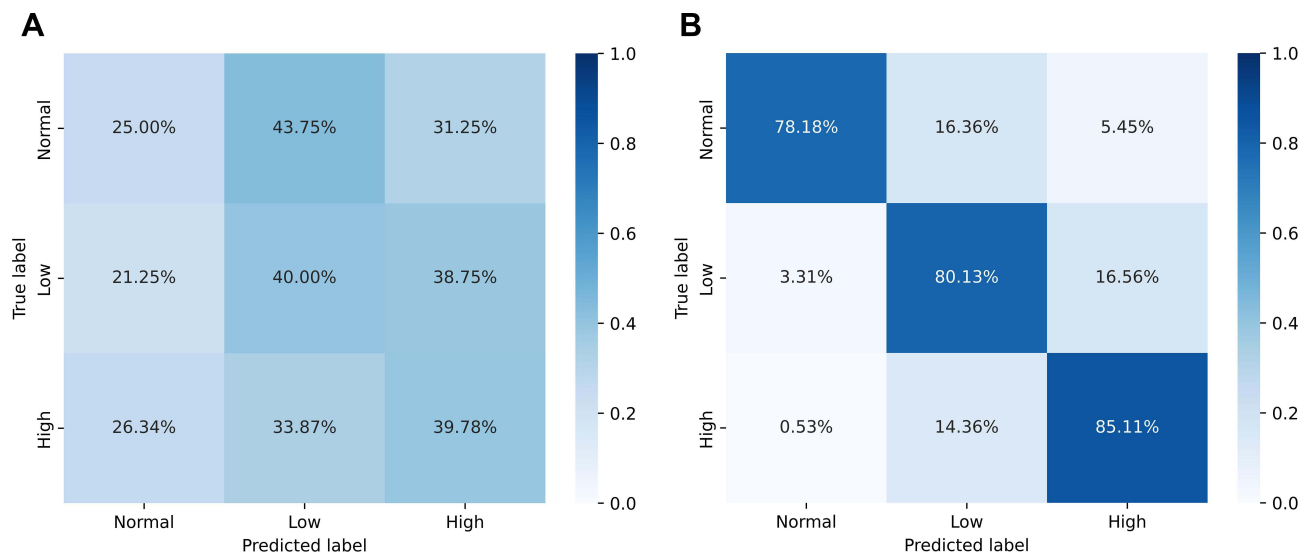 A
1.0
0.8
0.6
0.4
0.2
0.0
True label
Normal
Low
High
25.00% 43.75% 31.25%
21.25% 40.00% 38.75%
26.34% 33.87% 39.78%
Normal Low High
Predicted label
B
1.0
0.8
0.6
0.4
0.2
0.0
True label
Normal
Low
High
78.18% 16.36% 5.45%
3.31% 80.13% 16.56%
0.53% 14.36% 85.11%
Normal Low High
Predicted label